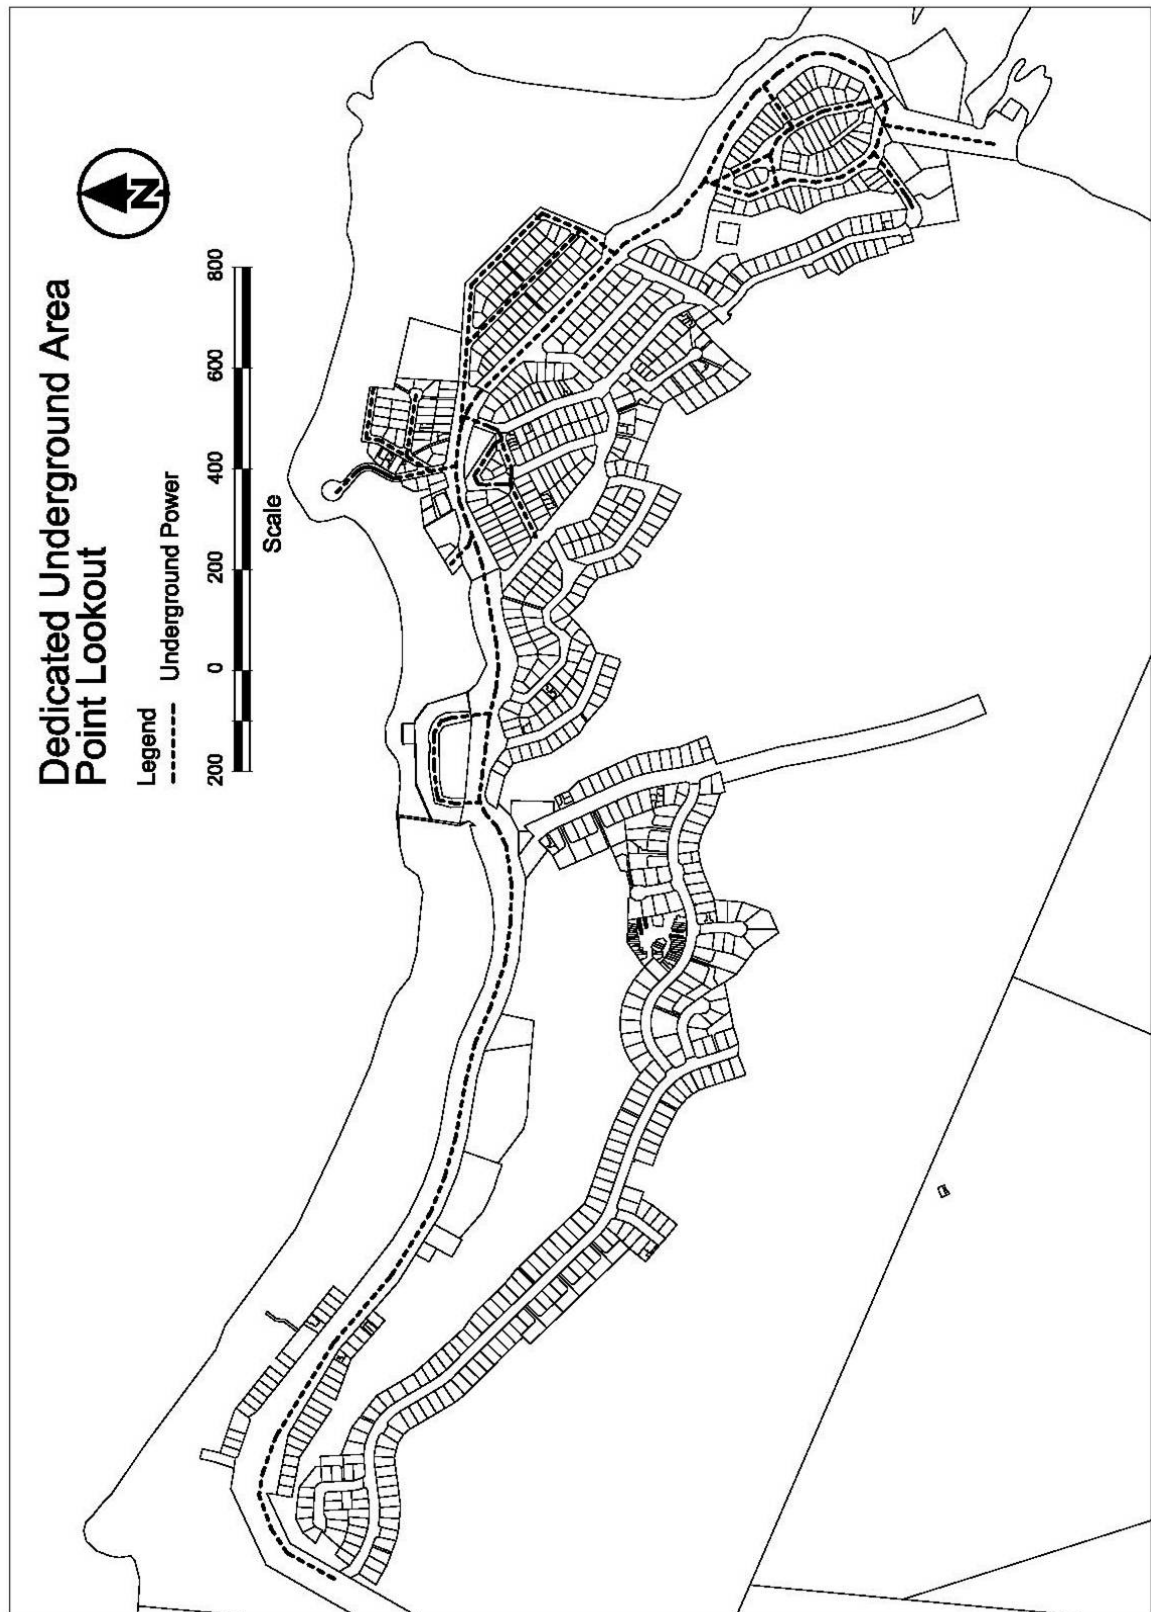 Dedicated Underground Area
Point Lookout
N
Legend
Underground Power
200 0 200 400 600 800
Scale